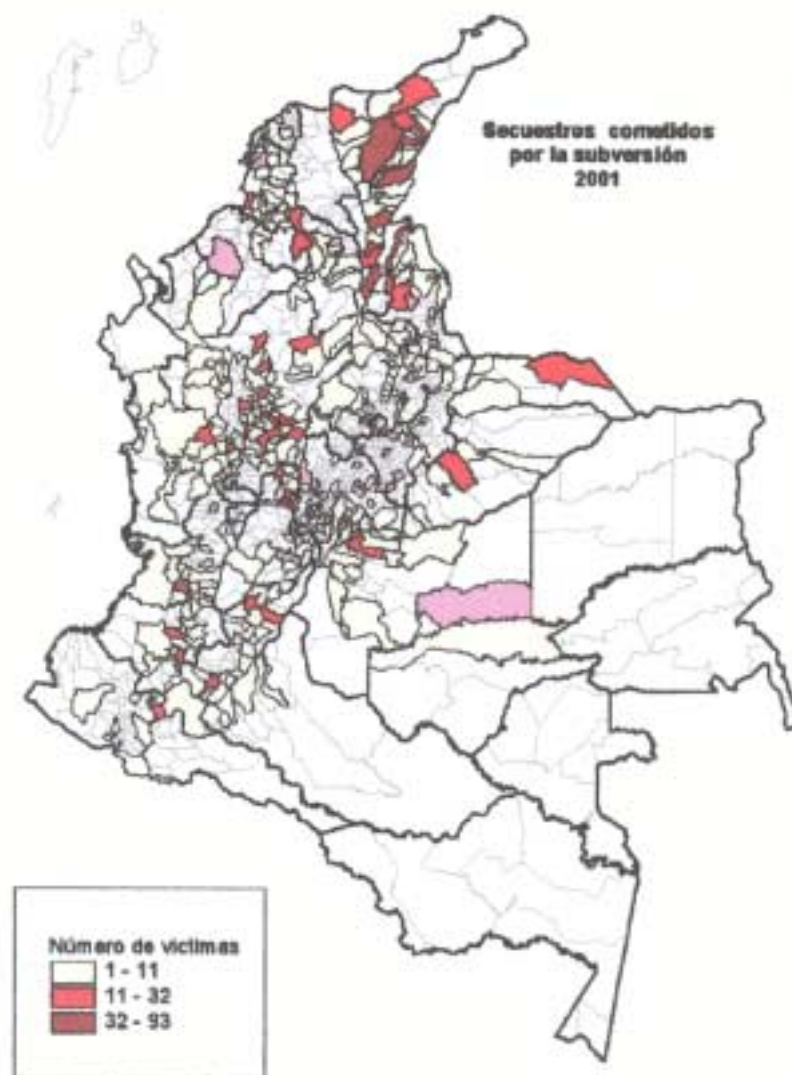 Secuestros cometidos
por la subversión
2001
Número de víctimas
1 - 11
11 - 32
32 - 93